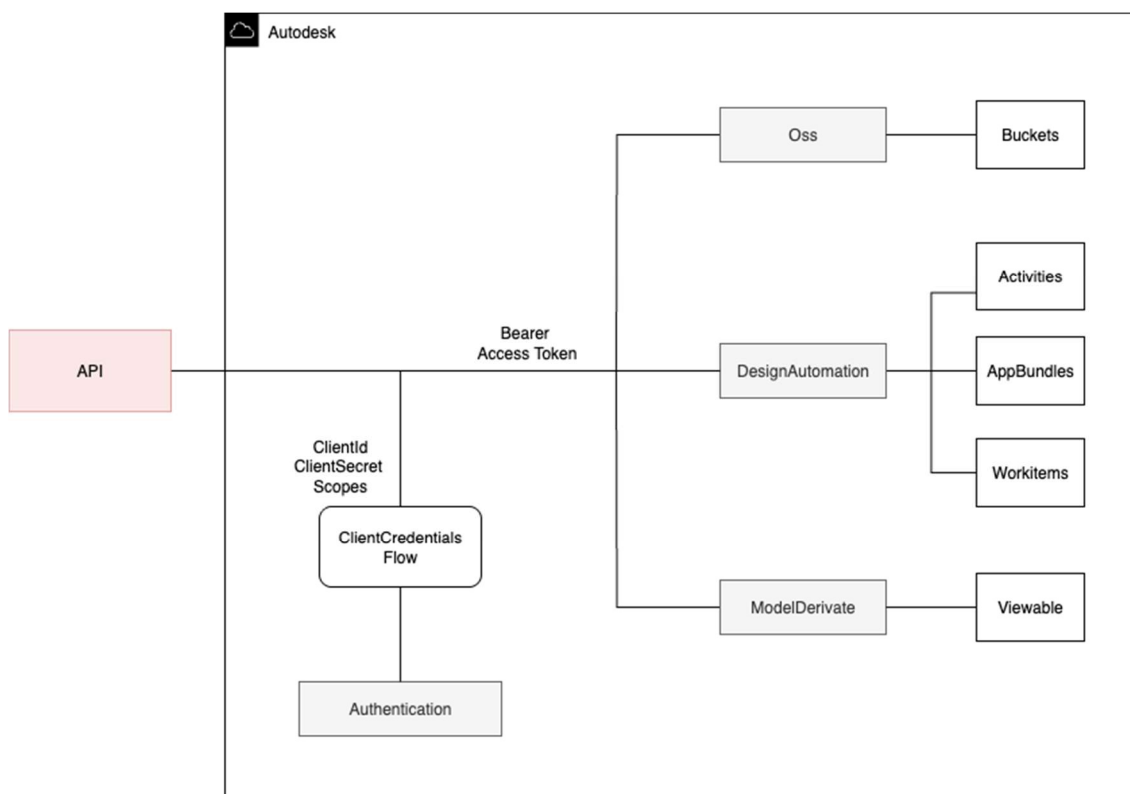 Autodesk
Oss
Buckets
Activities
API
Bearer
Access Token
DesignAutomation
AppBundles
ClientId
ClientSecret
Scopes
Workitems
ClientCredentials
Flow
ModelDerivate
Viewable
Authentication